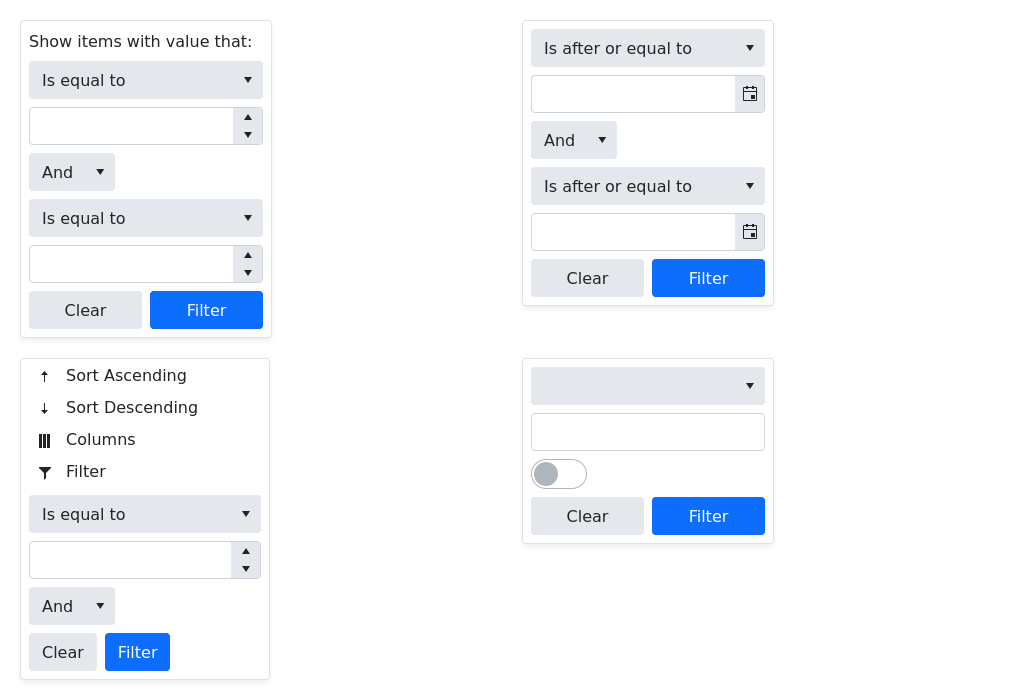 Show items with value that:
Is equal to
And
Is equal to
Clear Filter
Is after or equal to
And
Is after or equal to
Clear Filter
Sort Ascending
Sort Descending
Columns
Filter
Is equal to
And
Clear Filter
Clear Filter